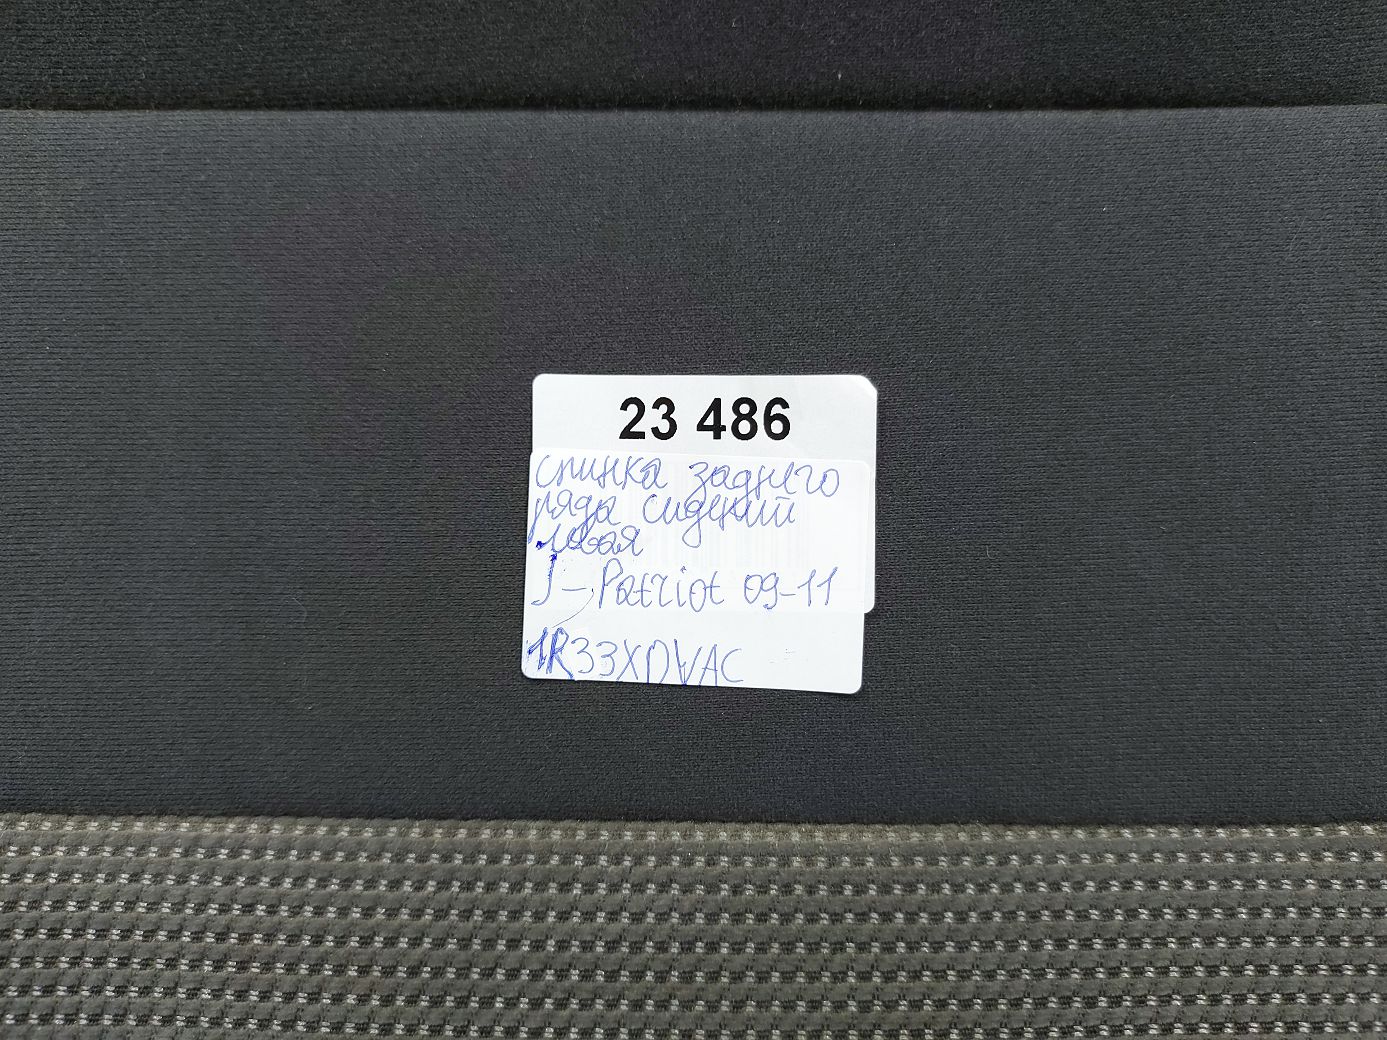 23 486
спинка заднего
ряда сидений
левая
J-Patriot 09-11
1R33XDVAC